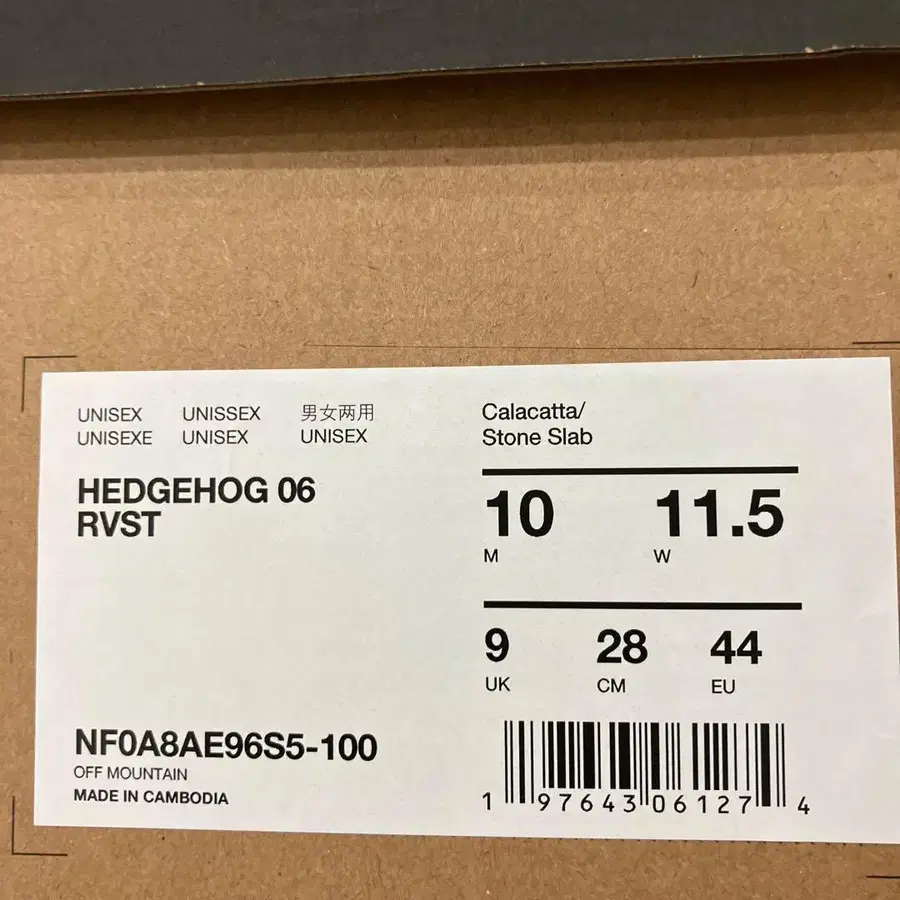 UNISEX UNISSEX 男女两用
UNISEXE UNISEX UNISEX
HEDGEHOG 06
RVST
Calacatta/
Stone Slab
10 11.5
M W
9 28 44
UK CM EU
NF0A8AE96S5-100
OFF MOUNTAIN
MADE IN CAMBODIA
1 97643 06127 4